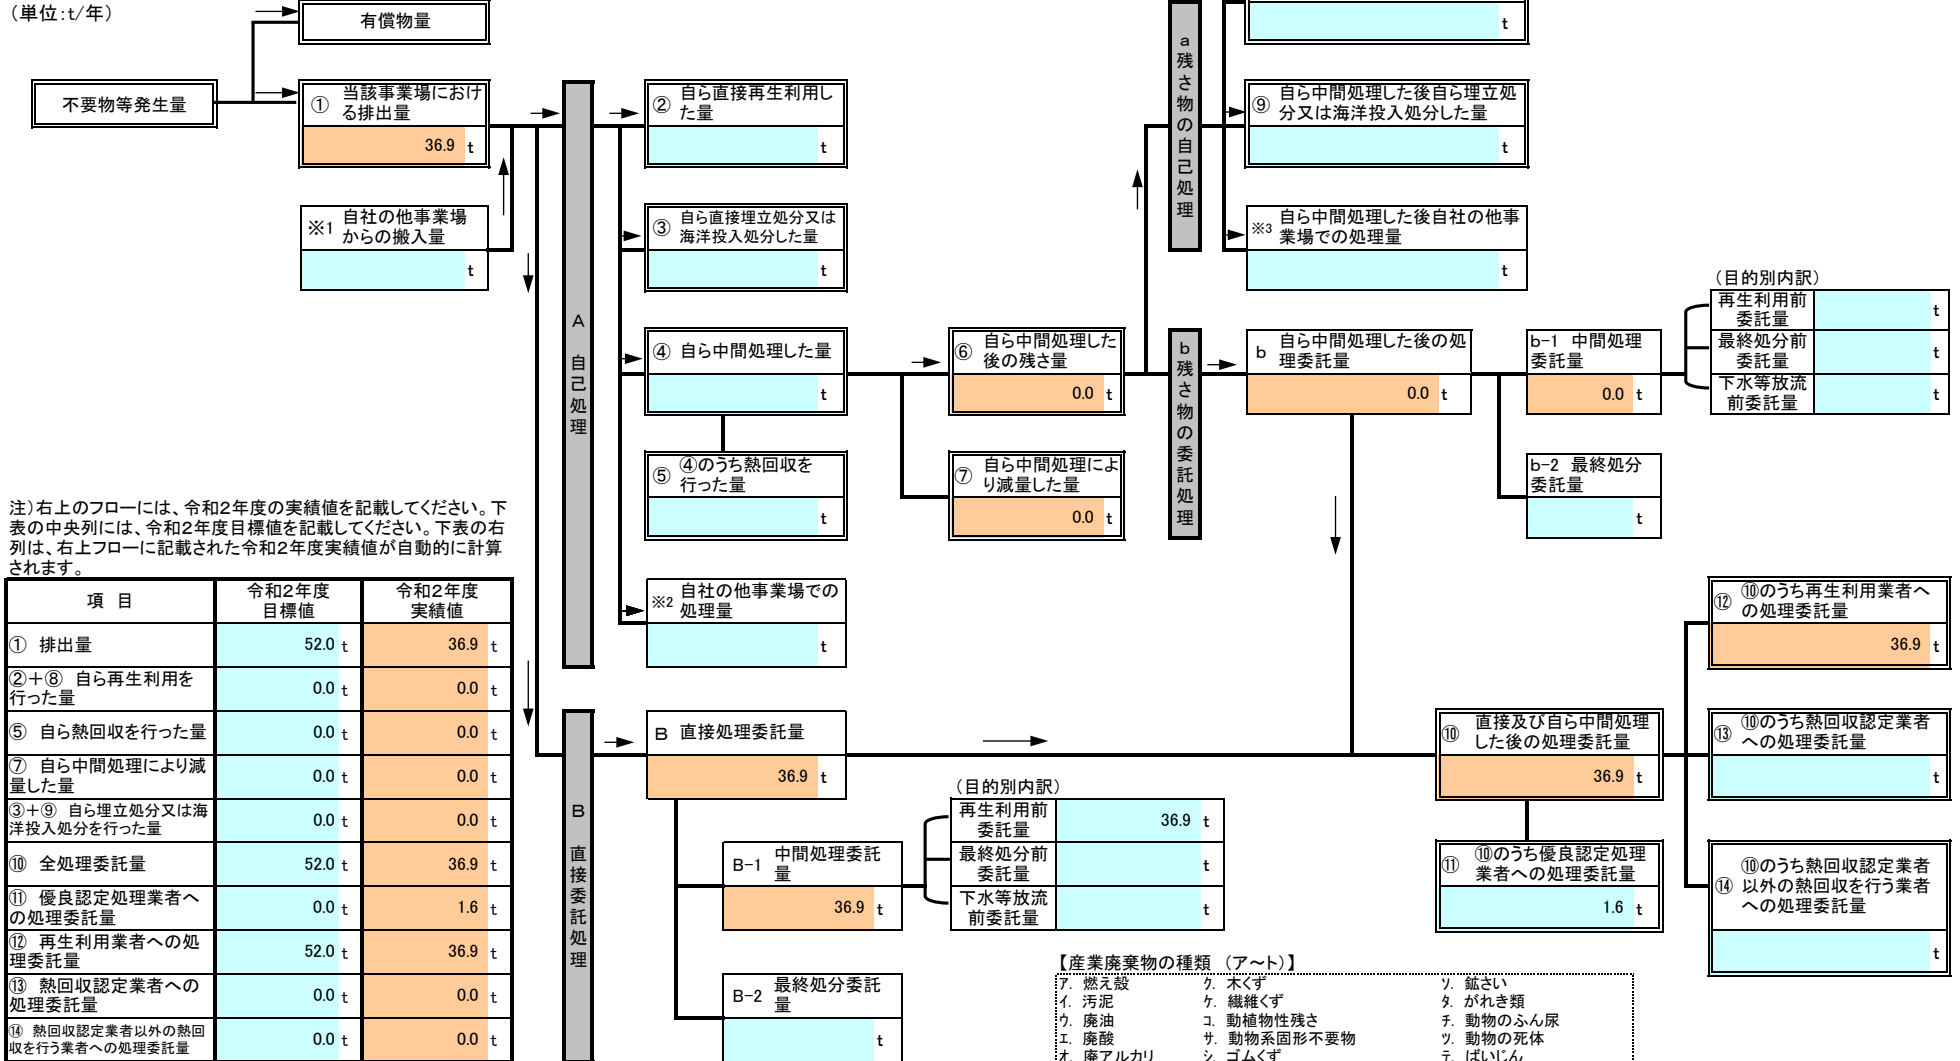 （単位：t/年）
有償物量
不要物等発生量
① 当該事業場におけ
る排出量
36.9 t
※1 自社の他事業場
からの搬入量
t
A 自己処理
② 自ら直接再生利用し
た量
t
③ 自ら直接埋立処分又は
海洋投入処分した量
t
④ 自ら中間処理した量
t
⑤ ④のうち熱回収を
行った量
t
※2 自社の他事業場での
処理量
t
⑥ 自ら中間処理した
後の残さ量
0.0 t
⑦ 自ら中間処理によ
り減量した量
0.0 t
a 残さ物の自己処理
t
⑨ 自ら中間処理した後自ら埋立処
分又は海洋投入処分した量
t
※3 自ら中間処理した後自社の他事
業場での処理量
t
b 残さ物の委託処理
b 自ら中間処理した後の処
理委託量
0.0 t
b-1 中間処理
委託量
0.0 t
b-2 最終処分
委託量
t
（目的別内訳）
再生利用前
委託量
t
最終処分前
委託量
t
下水等放流
前委託量
t
注）右上のフローには、令和２年度の実績値を記載してください。下
表の中央列には、令和２年度目標値を記載してください。下表の右
列は、右上フローに記載された令和２年度実績値が自動的に計算
されます。
項 目 令和２年度 目標値 令和２年度 実績値
① 排出量 52.0 t 36.9 t
②＋⑧ 自ら再生利用を
行った量 0.0 t 0.0 t
⑤ 自ら熱回収を行った量 0.0 t 0.0 t
⑦ 自ら中間処理により減
量した量 0.0 t 0.0 t
③＋⑨ 自ら埋立処分又は海
洋投入処分を行った量 0.0 t 0.0 t
⑩ 全処理委託量 52.0 t 36.9 t
⑪ 優良認定処理業者へ
の処理委託量 0.0 t 1.6 t
⑫ 再生利用業者への処
理委託量 52.0 t 36.9 t
⑬ 熱回収認定業者への
処理委託量 0.0 t 0.0 t
⑭ 熱回収認定業者以外の熱回
収を行う業者への処理委託量 0.0 t 0.0 t
B 直接委託処理
B 直接処理委託量
36.9 t
B-1 中間処理委託
量
36.9 t
B-2 最終処分委託
量
t
（目的別内訳）
再生利用前
委託量
36.9 t
最終処分前
委託量
t
下水等放流
前委託量
t
⑩ 直接及び自ら中間処理
した後の処理委託量
36.9 t
⑪ ⑩のうち優良認定処理
業者への処理委託量
1.6 t
⑫ ⑩のうち再生利用業者へ
の処理委託量
36.9 t
⑬ ⑩のうち熱回収認定業者
への処理委託量
t
⑭ ⑩のうち熱回収認定業者
以外の熱回収を行う業者
への処理委託量
t
【産業廃棄物の種類 （ア～ト）】
ア. 燃え殻 ク. 木くず ソ. 鉱さい
イ. 汚泥 ケ. 繊維くず タ. がれき類
ウ. 廃油 コ. 動植物性残さ チ. 動物のふん尿
エ. 廃酸 サ. 動物系固形不要物 ツ. 動物の死体
オ. 廃アルカリ シ. ゴムくず テ. ばいじん